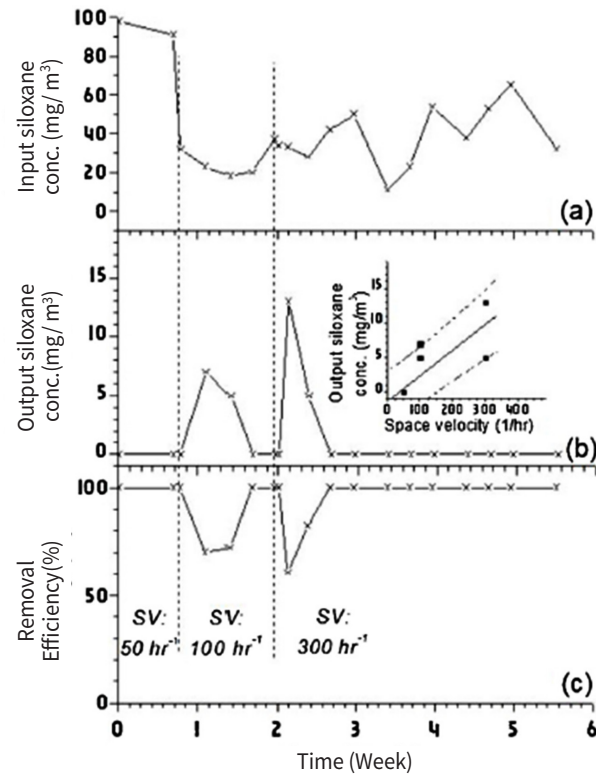 100
80
60
40
20
0
Input siloxane
conc. (mg/ m³)
(a)
15
10
5
0
Output siloxane
conc.(mg/ m³)
Output siloxane
conc. (mg/m³)
15
10
5
0
0 100 200 300 400
Space velocity (1/hr)
(b)
100
50
0
Removal
Efficiency(%)
SV: SV: SV:
50 hr⁻¹ 100 hr⁻¹ 300 hr⁻¹
(c)
0 1 2 3 4 5 6
Time (Week)